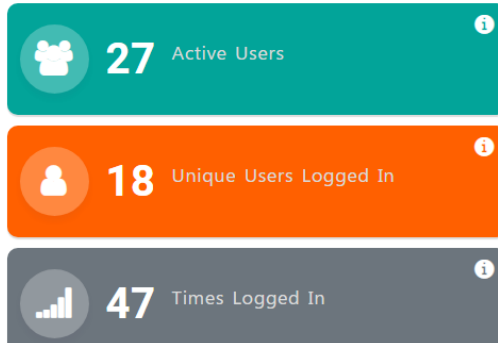 27 Active Users
18 Unique Users Logged In
47 Times Logged In